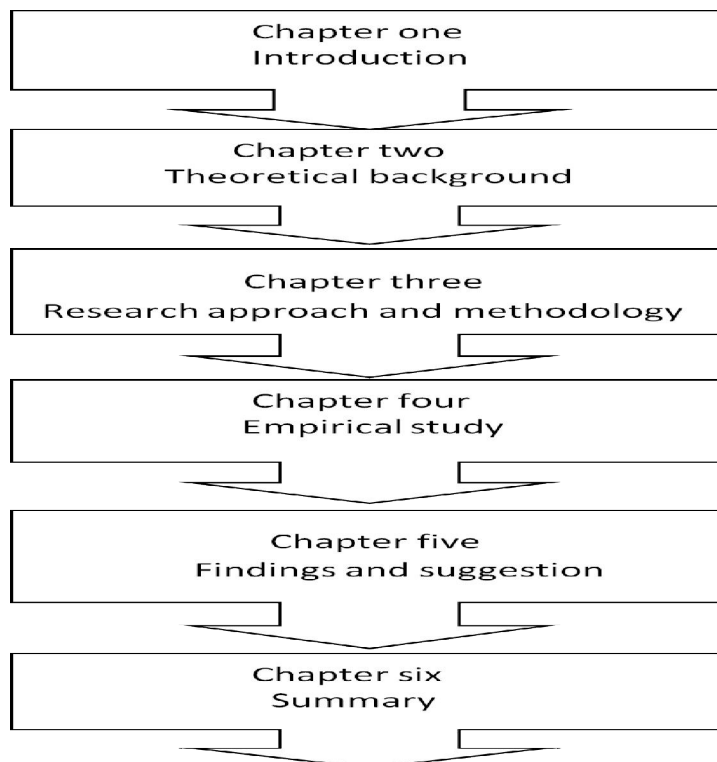 Chapter one
Introduction
Chapter two
Theoretical background
Chapter three
Research approach and methodology
Chapter four
Empirical study
Chapter five
Findings and suggestion
Chapter six
Summary